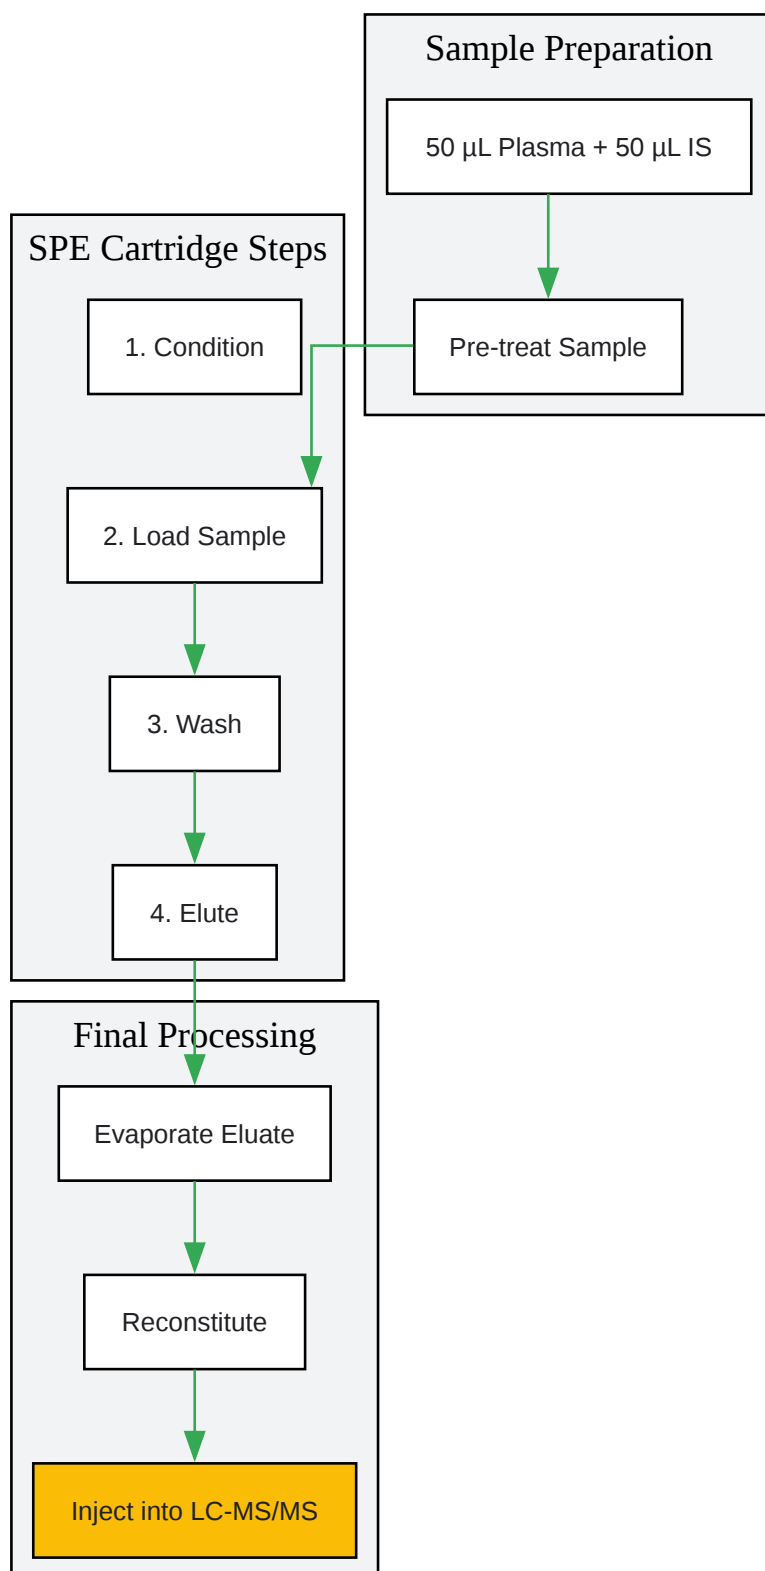 Sample Preparation
50 µL Plasma + 50 µL IS
Pre-treat Sample
SPE Cartridge Steps
1. Condition
2. Load Sample
3. Wash
4. Elute
Final Processing
Evaporate Eluate
Reconstitute
Inject into LC-MS/MS